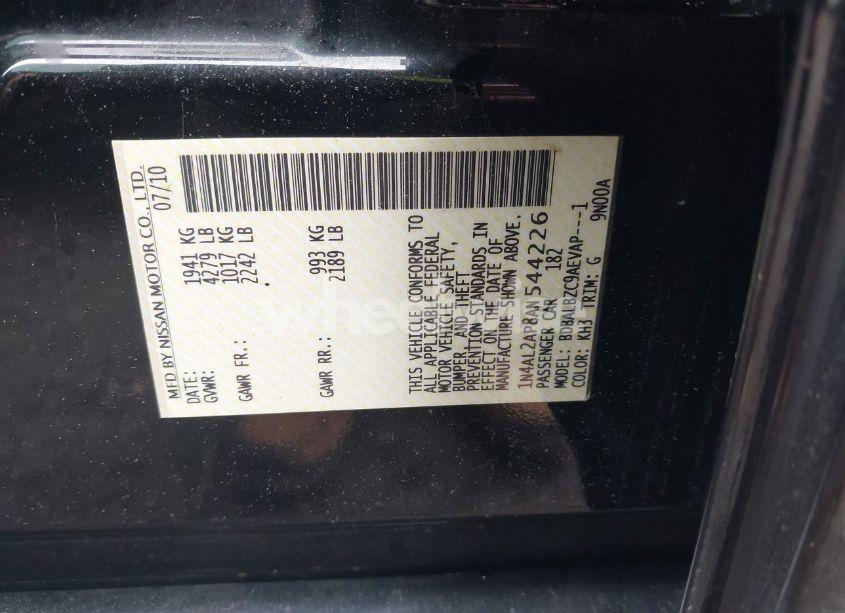 MFD BY NISSAN MOTOR CO., LTD.
DATE: 07/10
GVWR: 1941 KG
4279 LB
GAWR FR.: 1017 KG
2242 LB
GAWR RR.: 993 KG
2189 LB
THIS VEHICLE CONFORMS TO
ALL APPLICABLE FEDERAL
MOTOR VEHICLE SAFETY,
BUMPER, AND THEFT
PREVENTION STANDARDS IN
EFFECT ON THE DATE OF
MANUFACTURE SHOWN ABOVE.
1N4AL2AP8AN544226
PASSENGER CAR 182
MODEL: BDBALBZC9AEVAP---1
COLOR: KH3 TRIM: G 9N00A